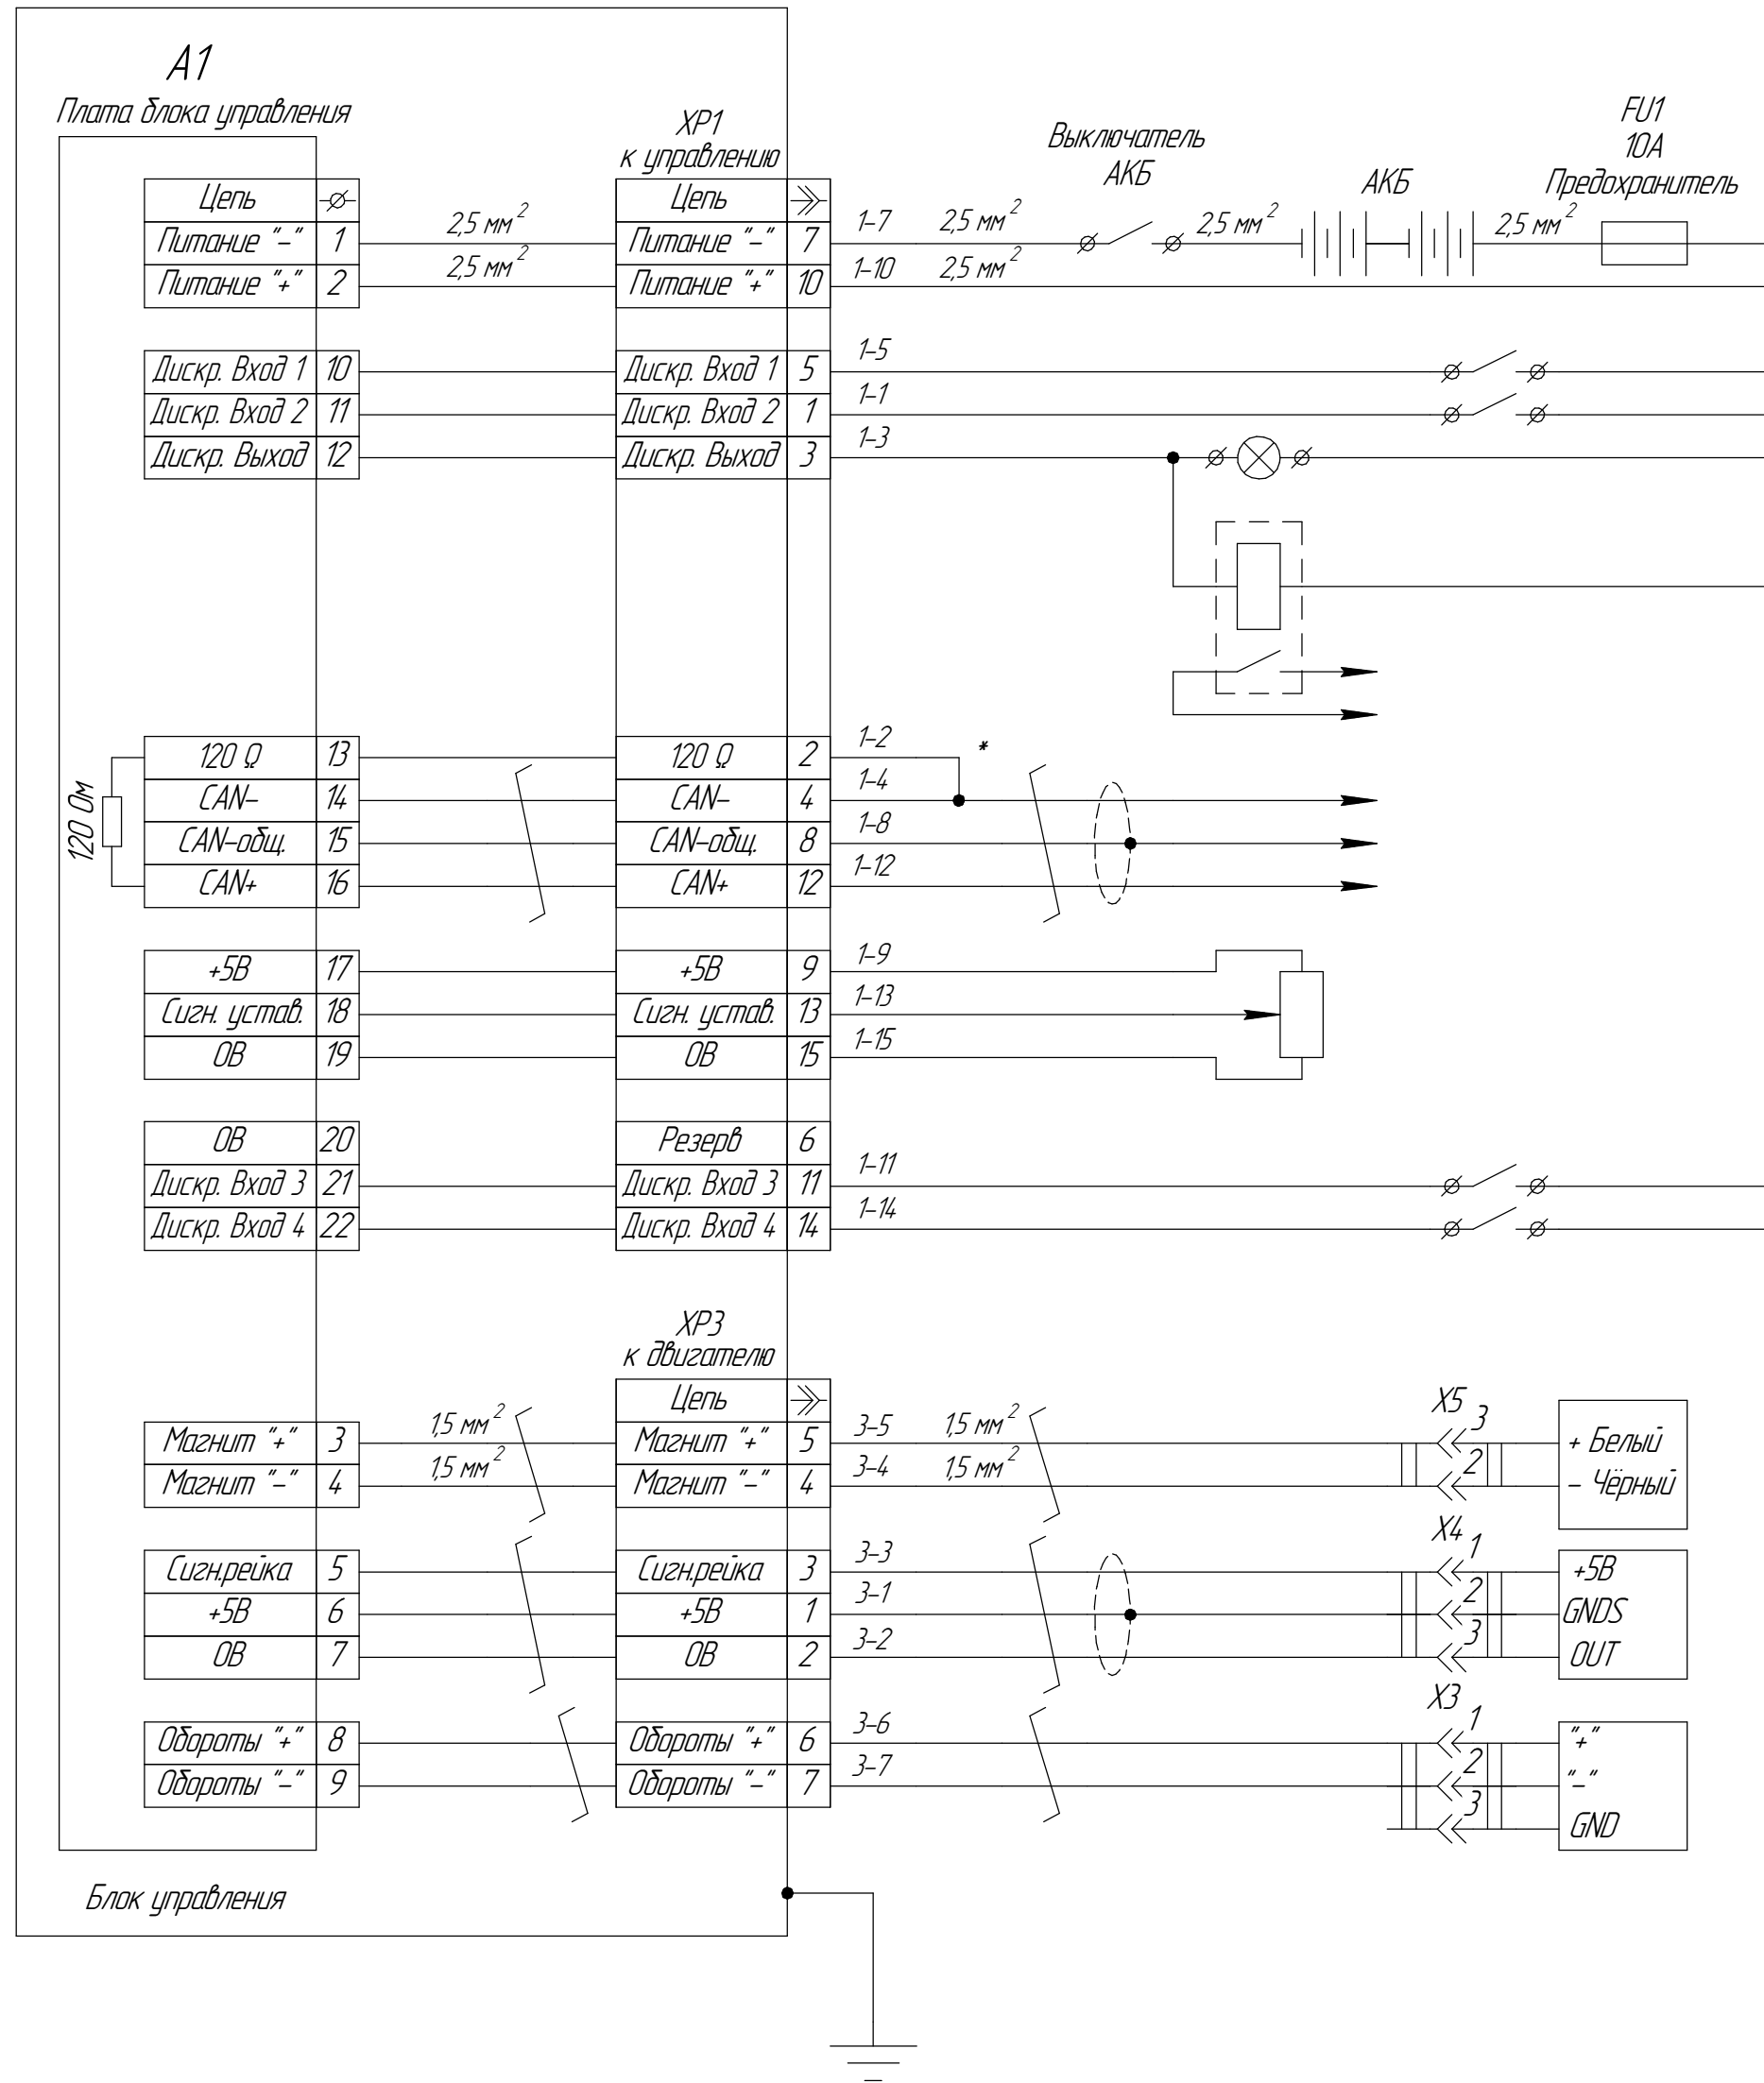 А1
Плата блока управления
ХР1
к управлению
Выключатель
АКБ
АКБ
FU1
10А
Предохранитель
Цепь
Цепь
Питание "–" 1 2,5 мм² Питание "–" 7 1–7 2,5 мм² 2,5 мм² 2,5 мм²
Питание "+" 2 2,5 мм² Питание "+" 10 1–10 2,5 мм²
Дискр. Вход 1 10 Дискр. Вход 1 5 1–5
Дискр. Вход 2 11 Дискр. Вход 2 1 1–1
Дискр. Выход 12 Дискр. Выход 3 1–3
120 Ом
120 Ω 13 120 Ω 2 1–2 *
CAN– 14 CAN– 4 1–4
CAN–общ. 15 CAN–общ. 8 1–8
CAN+ 16 CAN+ 12 1–12
+5В 17 +5В 9 1–9
Сигн. устав. 18 Сигн. устав. 13 1–13
0В 19 0В 15 1–15
0В 20 Резерв 6
Дискр. Вход 3 21 Дискр. Вход 3 11 1–11
Дискр. Вход 4 22 Дискр. Вход 4 14 1–14
ХР3
к двигателю
Цепь
Х5
Магнит "+" 3 1,5 мм² Магнит "+" 5 3–5 1,5 мм² 3 + Белый
Магнит "–" 4 1,5 мм² Магнит "–" 4 3–4 1,5 мм² 2 – Чёрный
Х4
Сигн.рейка 5 Сигн.рейка 3 3–3 1 +5В
+5В 6 +5В 1 3–1 2 GNDS
0В 7 0В 2 3–2 3 OUT
Х3
Обороты "+" 8 Обороты "+" 6 3–6 1 "+"
Обороты "–" 9 Обороты "–" 7 3–7 2 "–"
3 GND
Блок управления